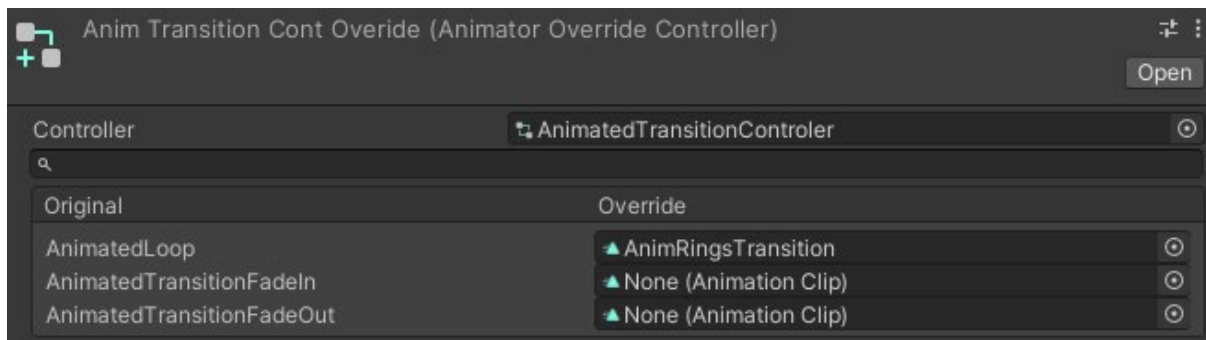 Anim Transition Cont Overide (Animator Override Controller)
Open
Controller AnimatedTransitionControler
Original Override
AnimatedLoop AnimRingsTransition
AnimatedTransitionFadeIn None (Animation Clip)
AnimatedTransitionFadeOut None (Animation Clip)